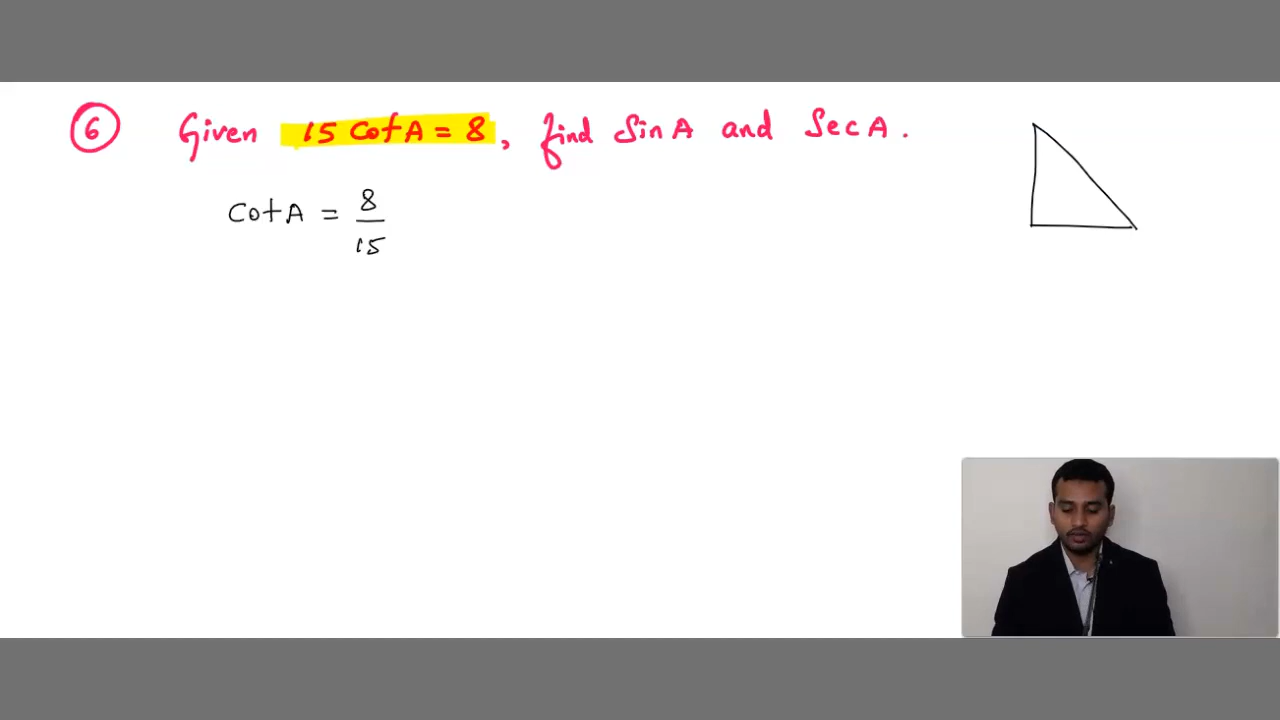 6 Given 15 Cot A = 8, find Sin A and Sec A.
Cot A = 8/15